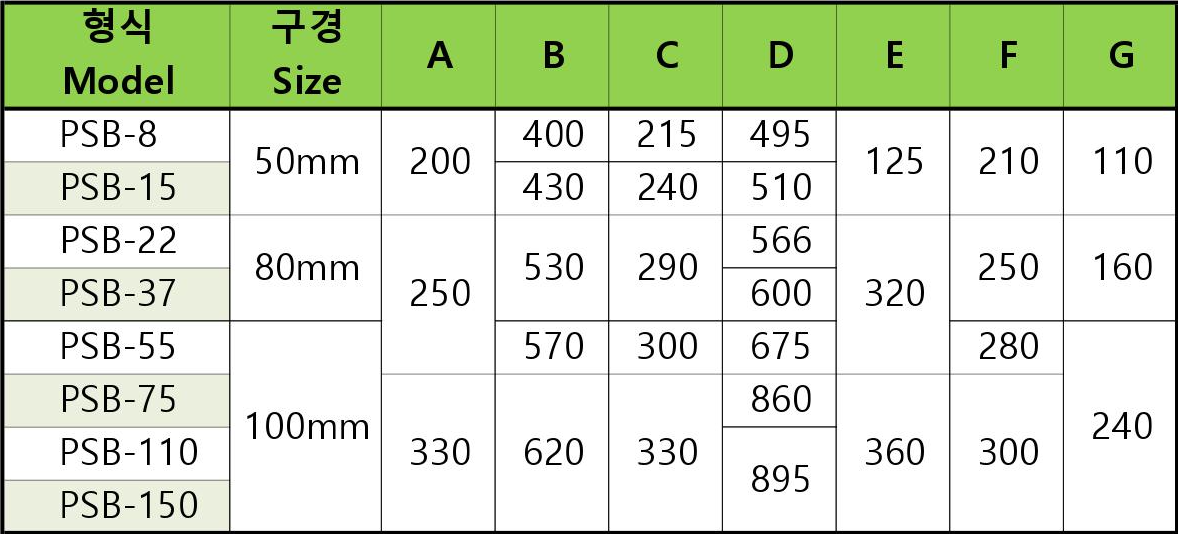 형식 구경 A B C D E F G
Model Size
PSB-8 50mm 200 400 215 495 125 210 110
PSB-15 430 240 510
PSB-22 80mm 250 530 290 566 320 250 160
PSB-37 600
PSB-55 100mm 570 300 675 280 240
PSB-75 330 620 330 860 360 300
PSB-110 895
PSB-150